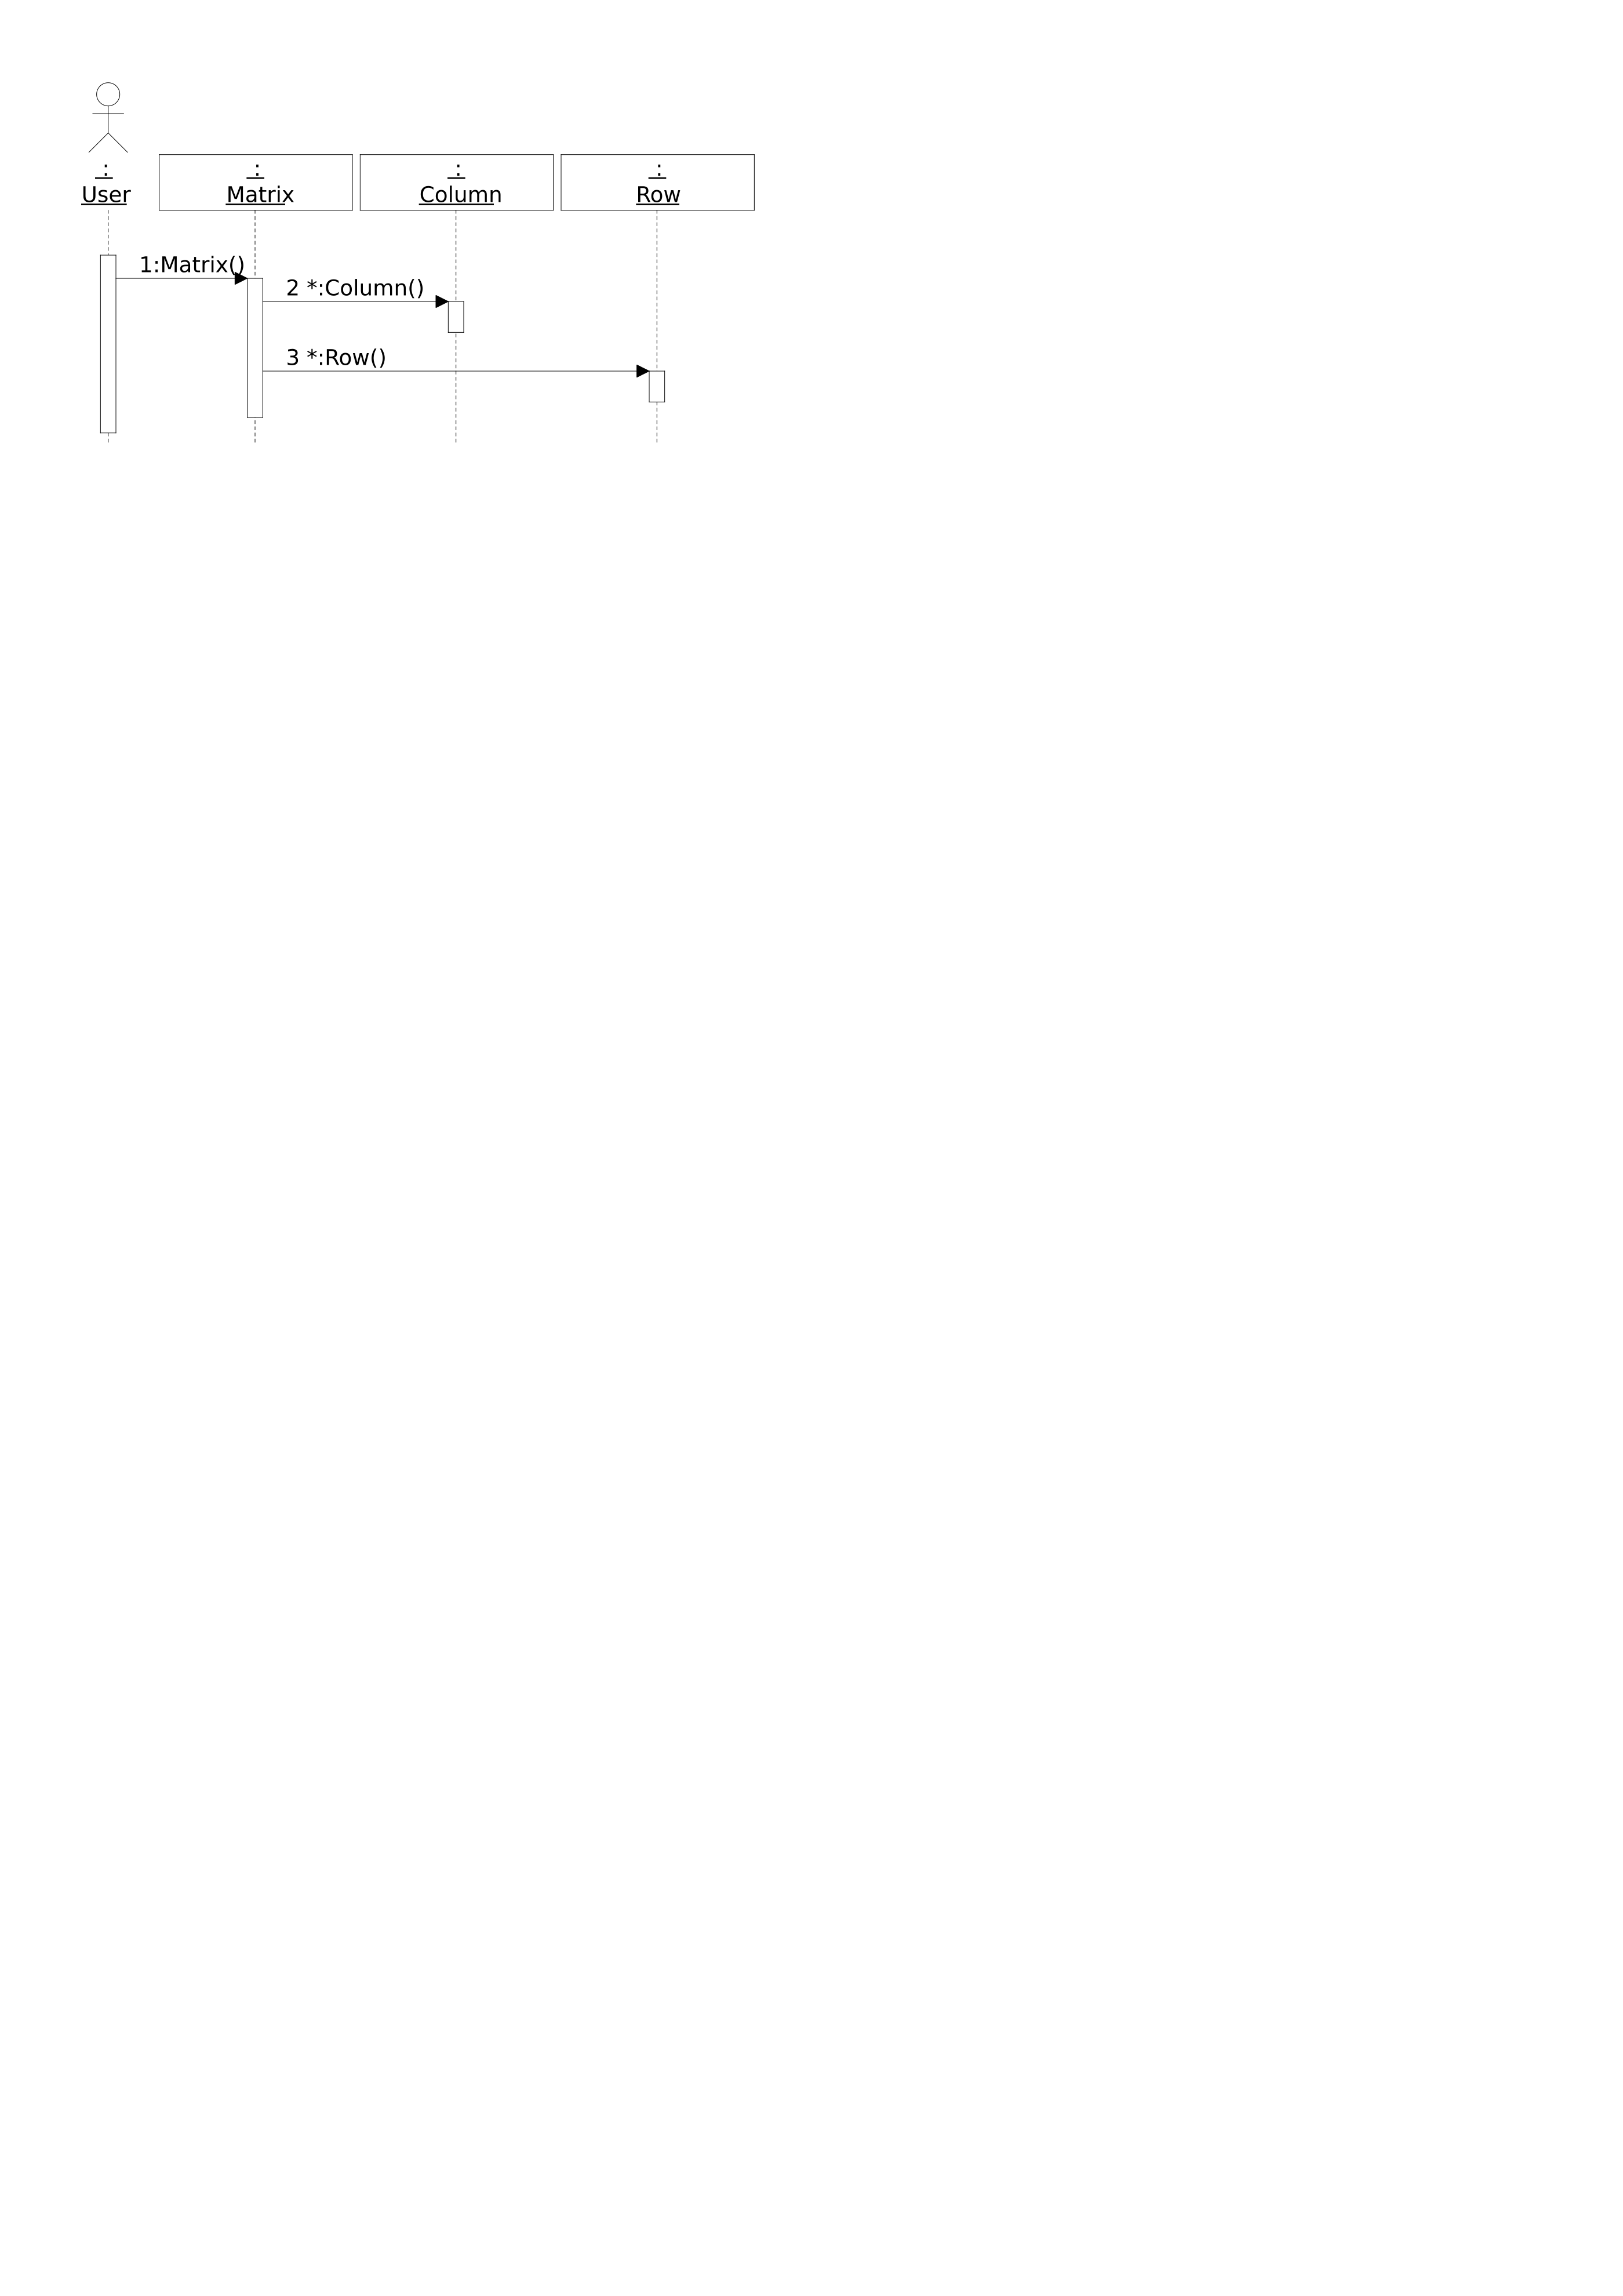 :
User
:
Matrix
:
Column
:
Row
1:Matrix()
2 *:Column()
3 *:Row()